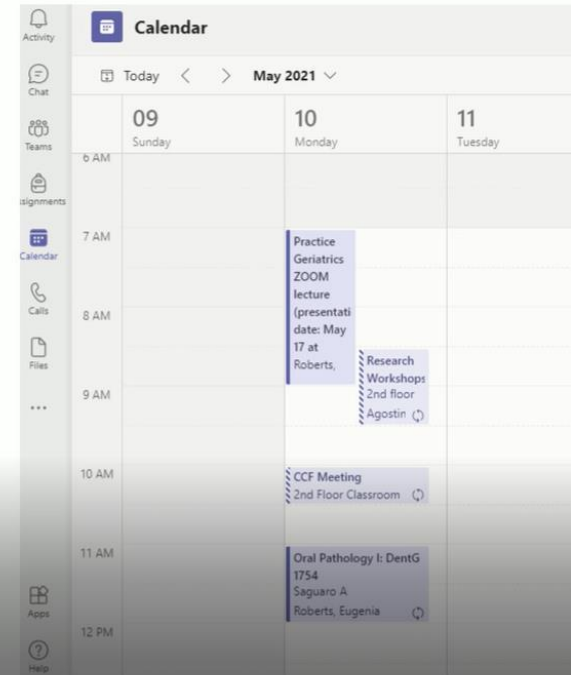 Activity
Chat
Teams
ssignments
Calendar
Calls
Files
Apps
Help
Calendar
Today
May 2021
09
Sunday
10
Monday
11
Tuesday
6 AM
7 AM
8 AM
9 AM
10 AM
11 AM
12 PM
Practice
Geriatrics
ZOOM
lecture
(presentati
date: May
17 at
Roberts,
Research
Workshops
2nd floor
Agostin
CCF Meeting
2nd Floor Classroom
Oral Pathology I: DentG
1754
Saguaro A
Roberts, Eugenia